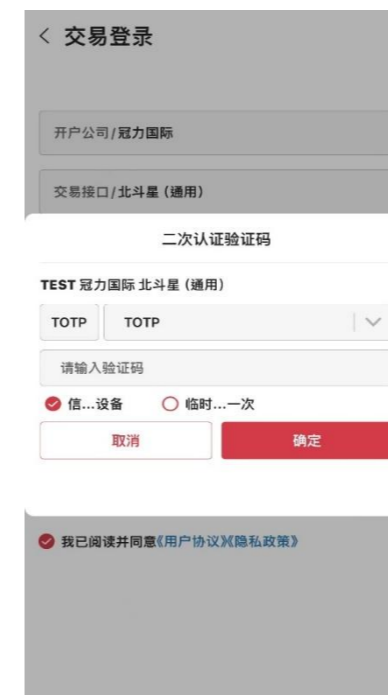 交易登录
开户公司/冠力国际
交易接口/北斗星 (通用)
二次认证验证码
TEST 冠力国际 北斗星 (通用)
TOTP TOTP
请输入验证码
信...设备 临时...一次
取消 确定
我已阅读并同意《用户协议》《隐私政策》